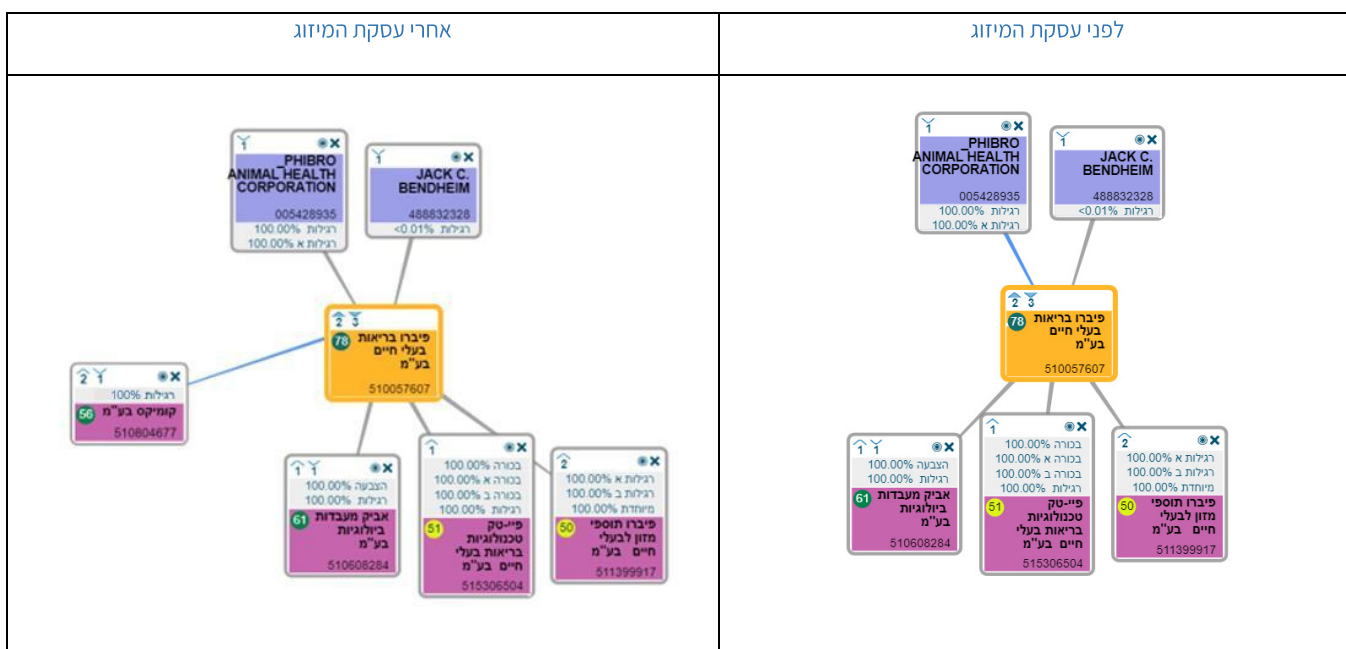 לפני עסקת המיזוג
אחרי עסקת המיזוג
1
_PHIBRO
ANIMAL HEALTH
CORPORATION
005428935
רגילות 100.00%
רגילות א 100.00%
1
JACK C.
BENDHEIM
488832328
רגילות 0.01%>
2 3
פיברו בריאות
בעלי חיים
בע"מ
78
510057607
2
רגילות א 100.00%
רגילות ב 100.00%
מיוחדת 100.00%
פיברו תוספי
מזון לבעלי
חיים בע"מ
50
511399917
1
בכורה 100.00%
בכורה א 100.00%
בכורה ב 100.00%
רגילות 100.00%
פיי-טק
טכנולוגיות
בריאות בעלי
חיים בע"מ
51
515306504
1 1
הצבעה 100.00%
רגילות 100.00%
אביק מעבדות
ביולוגיות
בע"מ
61
510608284
1
_PHIBRO
ANIMAL HEALTH
CORPORATION
005428935
רגילות 100.00%
רגילות א 100.00%
1
JACK C.
BENDHEIM
488832328
רגילות 0.01%>
2 3
פיברו בריאות
בעלי חיים
בע"מ
78
510057607
2 1
רגילות 100%
קומיקס בע"מ
56
510804677
2
רגילות א 100.00%
רגילות ב 100.00%
מיוחדת 100.00%
פיברו תוספי
מזון לבעלי
חיים בע"מ
50
511399917
1
בכורה 100.00%
בכורה א 100.00%
בכורה ב 100.00%
רגילות 100.00%
פיי-טק
טכנולוגיות
בריאות בעלי
חיים בע"מ
51
515306504
1 1
הצבעה 100.00%
רגילות 100.00%
אביק מעבדות
ביולוגיות
בע"מ
61
510608284